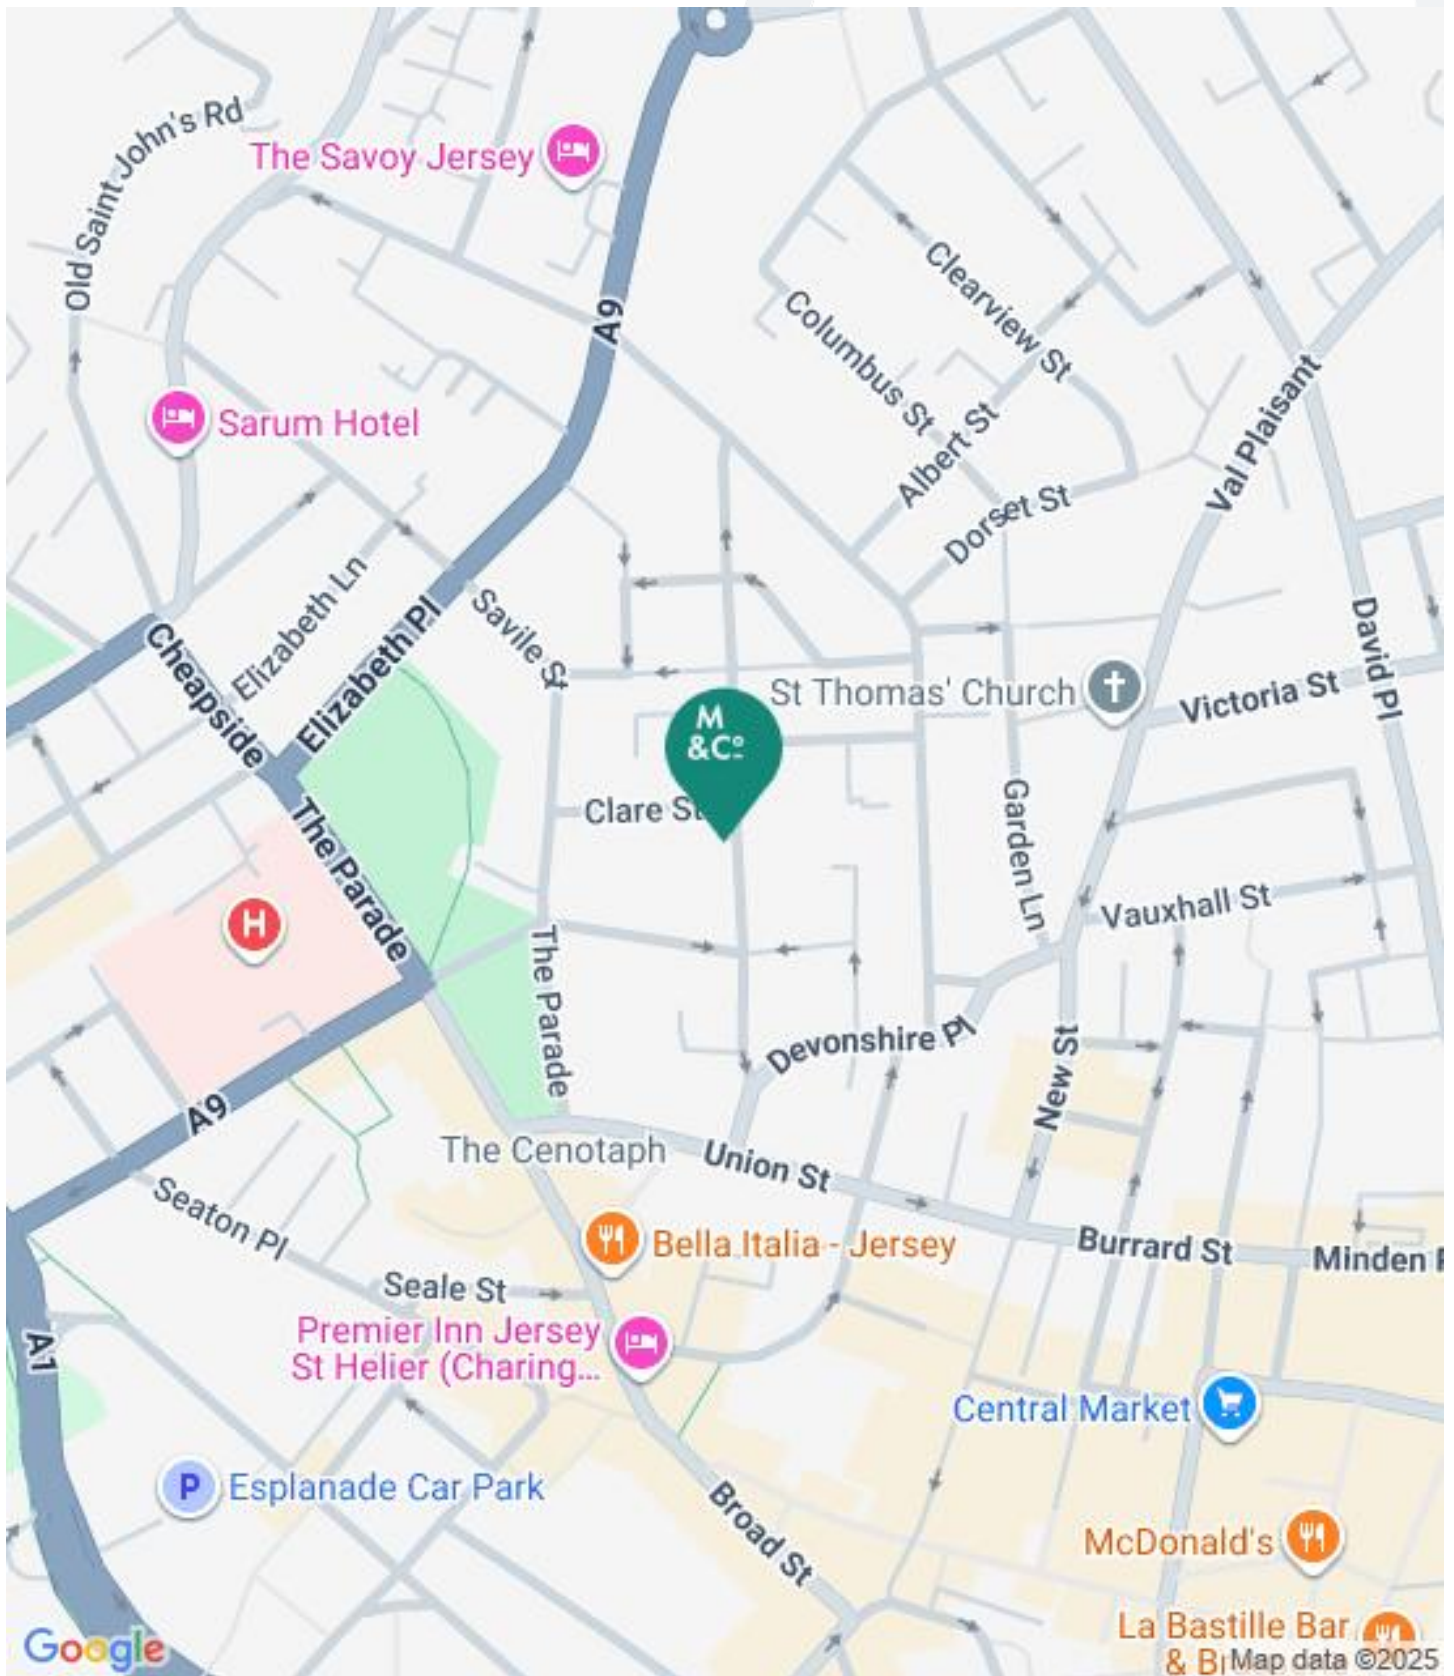 Old Saint John's Rd
The Savoy Jersey
A9
Clearview St
Columbus St
Albert St
Val Plaisant
Sarum Hotel
Dorset St
Elizabeth Ln
Savile St
Cheapside
Elizabeth Pl
David Pl
St Thomas' Church
Victoria St
M
&Cº
Clare St
Garden Ln
The Parade
H
Vauxhall St
The Parade
Devonshire Pl
New St
A9
The Cenotaph
Union St
Seaton Pl
Bella Italia - Jersey
Burrard St
Minden
Seale St
Premier Inn Jersey
St Helier (Charing...
A1
Central Market
P
Esplanade Car Park
Broad St
McDonald's
La Bastille Bar
&
Google
Map data ©2025